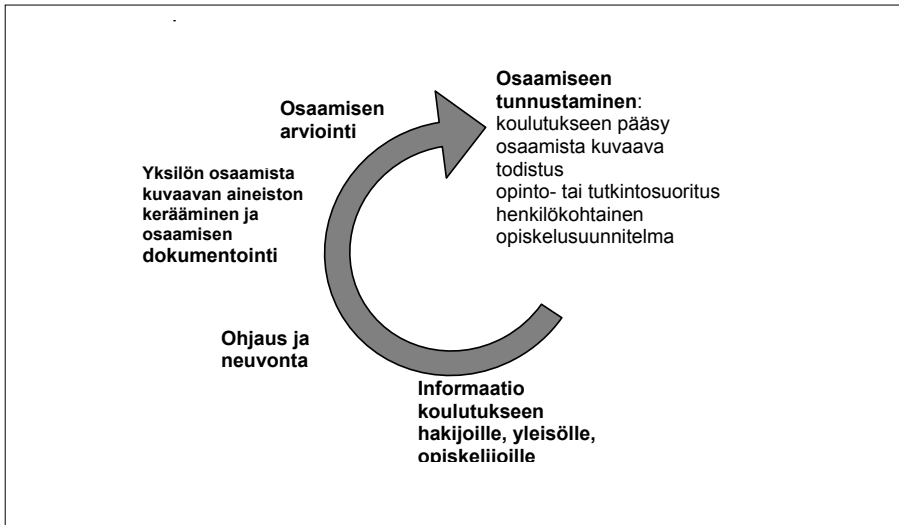 Osaamiseen
tunnustaminen:
koulutukseen pääsy
osaamista kuvaava
todistus
opinto- tai tutkintosuoritus
henkilökohtainen
opiskelusuunnitelma
Osaamisen
arviointi
Yksilön osaamista
kuvaavan aineiston
kerääminen ja
osaamisen
dokumentointi
Ohjaus ja
neuvonta
Informaatio
koulutukseen
hakijoille, yleisölle,
opiskelijoille